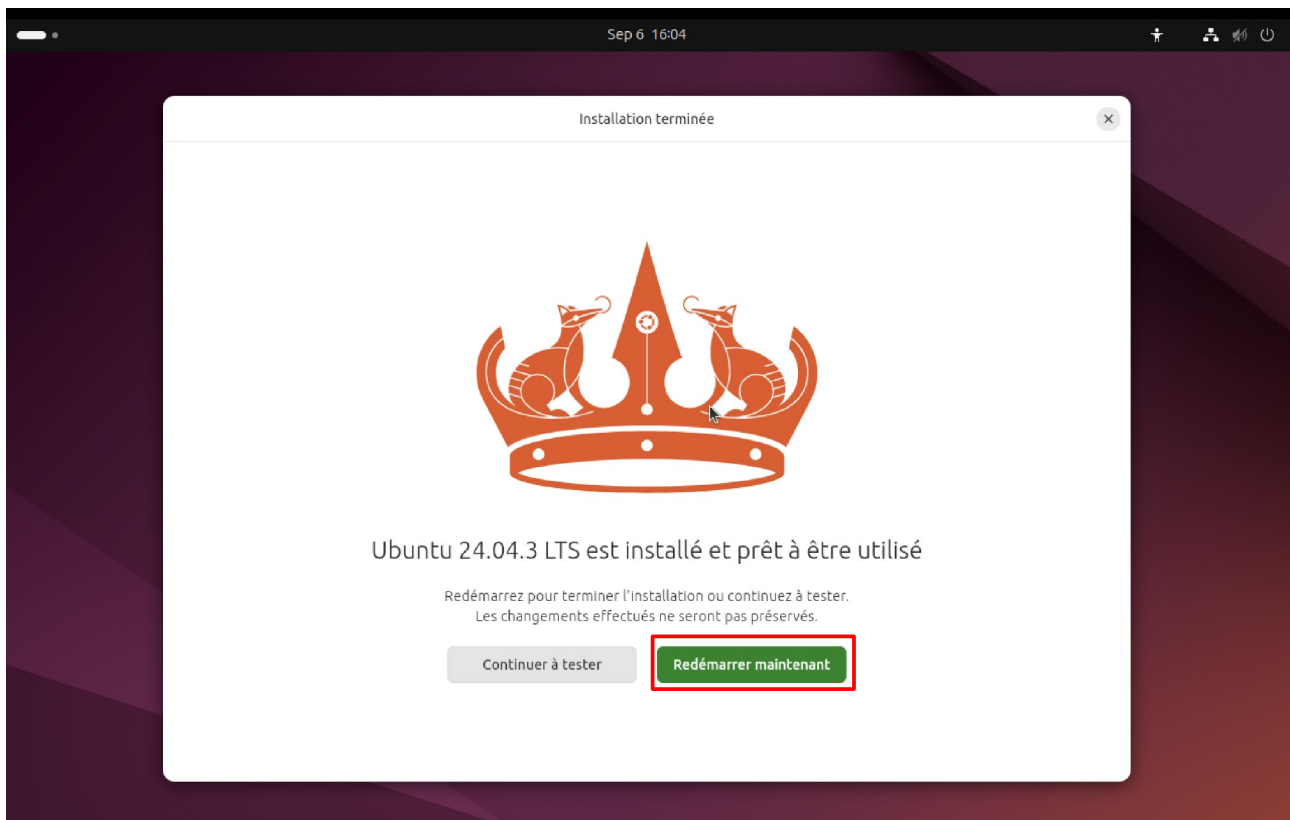 Sep 6 16:04
Installation terminée
Ubuntu 24.04.3 LTS est installé et prêt à être utilisé
Redémarrez pour terminer l'installation ou continuez à tester.
Les changements effectués ne seront pas préservés.
Continuer à tester
Redémarrer maintenant